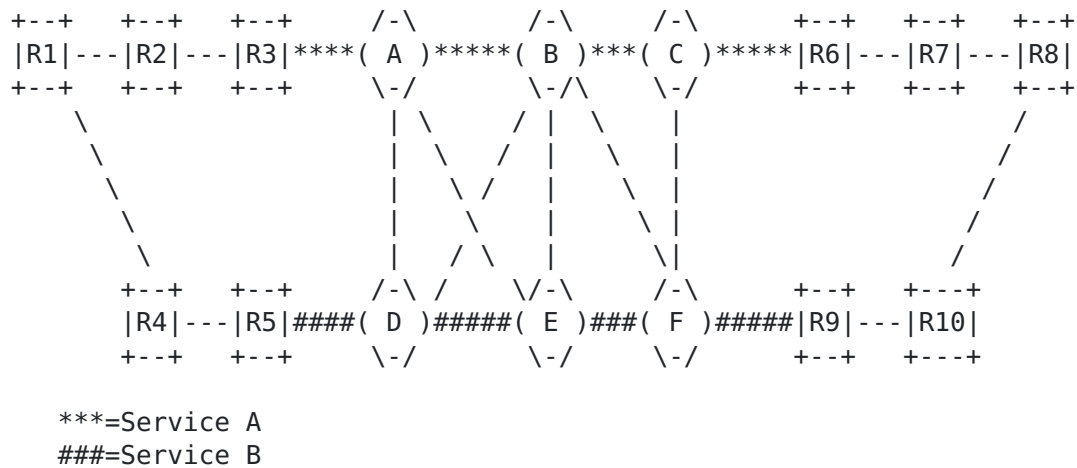 +--+   +--+   +--+     /-\       /-\     /-\      +--+   +--+   +--+
|R1|---|R2|---|R3|****( A )*****( B )***( C )*****|R6|---|R7|---|R8|
+--+   +--+   +--+     \-/       \-/\    \-/      +--+   +--+   +--+
    \                   | \     / |  \    |                     /
     \                  |  \   /  |   \   |                    /
      \                 |   \ /   |    \  |                   /
       \                |    \    |     \ |                  /
        \               |   / \   |      \|                 /
       +--+   +--+     /-\ /   \/-\     /-\      +--+   +---+
       |R4|---|R5|####( D )#####( E )###( F )#####|R9|---|R10|
       +--+   +--+     \-/       \-/     \-/      +--+   +---+
***=Service A
###=Service B